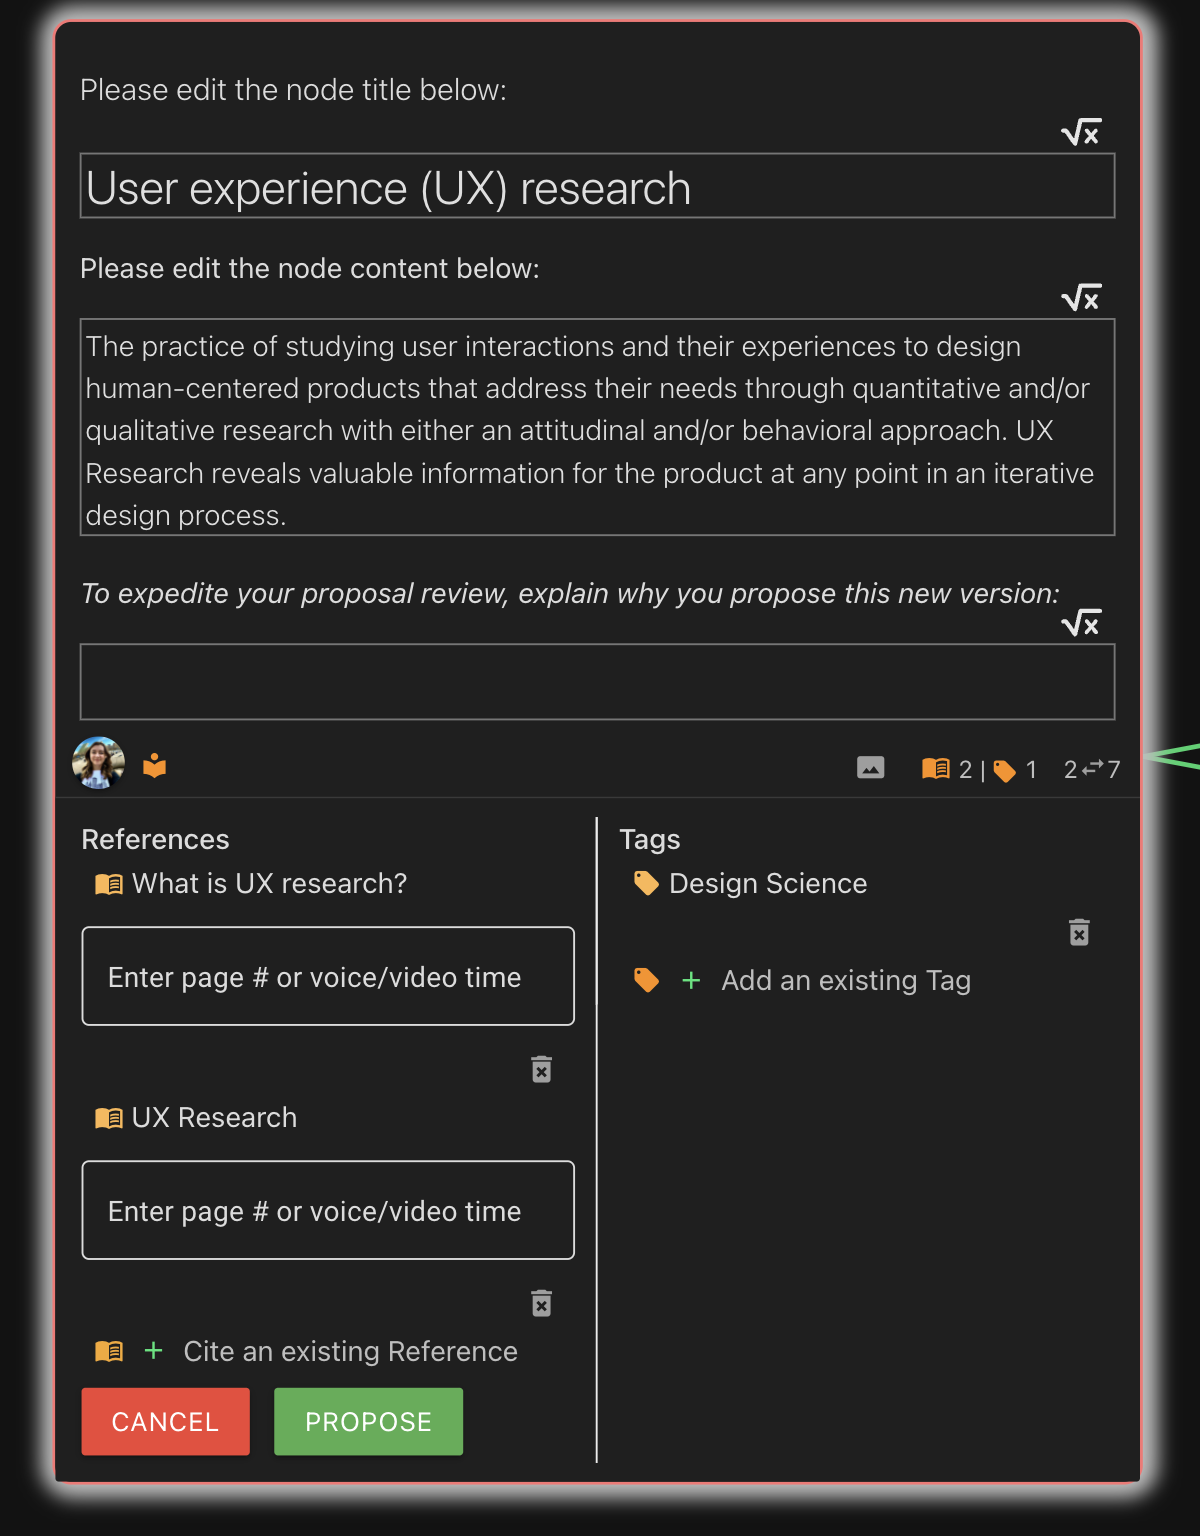 Please edit the node title below:
√x
User experience (UX) research
Please edit the node content below:
√x
The practice of studying user interactions and their experiences to design
human-centered products that address their needs through quantitative and/or
qualitative research with either an attitudinal and/or behavioral approach. UX
Research reveals valuable information for the product at any point in an iterative
design process.
To expedite your proposal review, explain why you propose this new version:
√x
2 | 1 2⇄7
References
What is UX research?
Enter page # or voice/video time
UX Research
Enter page # or voice/video time
+ Cite an existing Reference
CANCEL PROPOSE
Tags
Design Science
+ Add an existing Tag